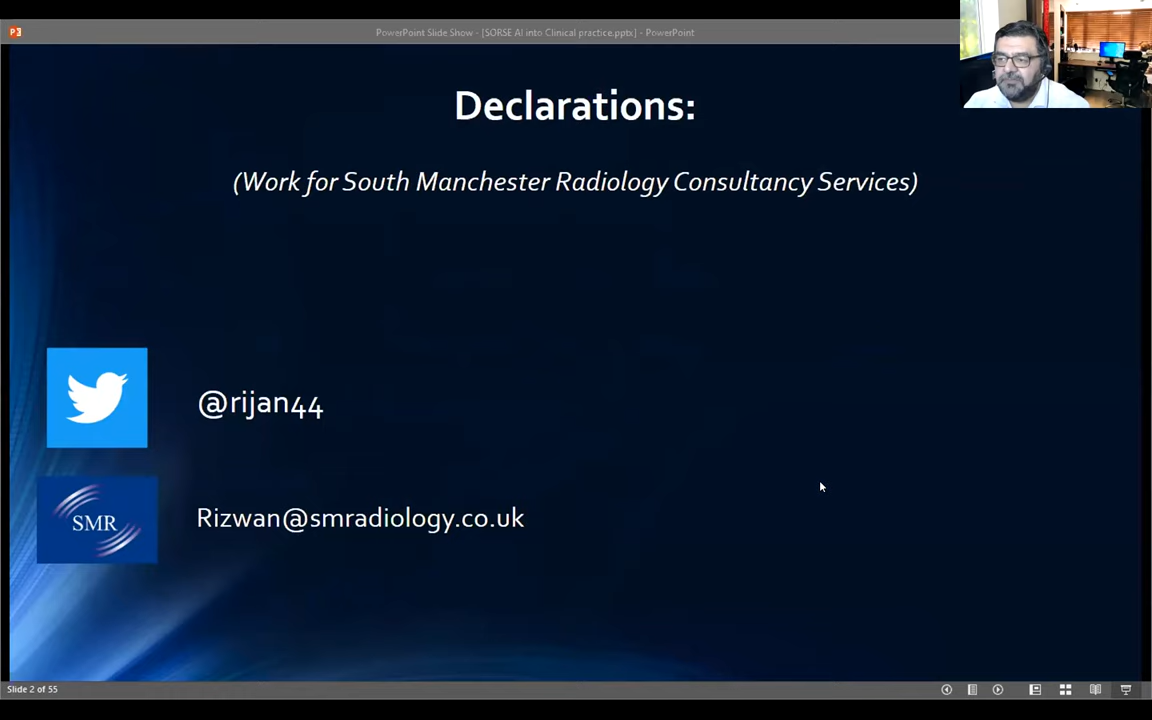 PowerPoint Slide Show - [SORSE AI into Clinical practice.pptx] - PowerPoint
Declarations:
(Work for South Manchester Radiology Consultancy Services)
@rijan44
SMR
Rizwan@smradiology.co.uk
Slide 2 of 55